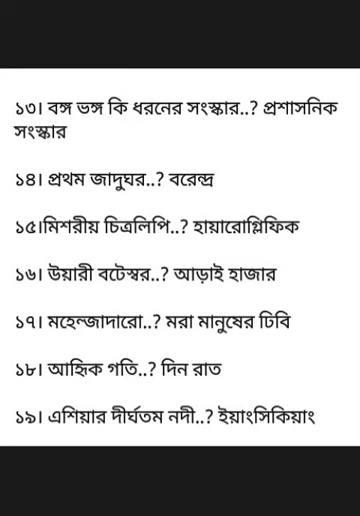 ১৩। বঙ্গ ভঙ্গ কি ধরনের সংস্কার..? প্রশাসনিক
সংস্কার
১৪। প্রথম জাদুঘর..? বরেন্দ্র
১৫।মিশরীয় চিত্রলিপি..? হায়ারোগ্লিফিক
১৬। উয়ারী বটেস্বর..? আড়াই হাজার
১৭। মহেন্জাদারো..? মরা মানুষের ঢিবি
১৮। আহ্নিক গতি..? দিন রাত
১৯। এশিয়ার দীর্ঘতম নদী..? ইয়াংসিকিয়াং